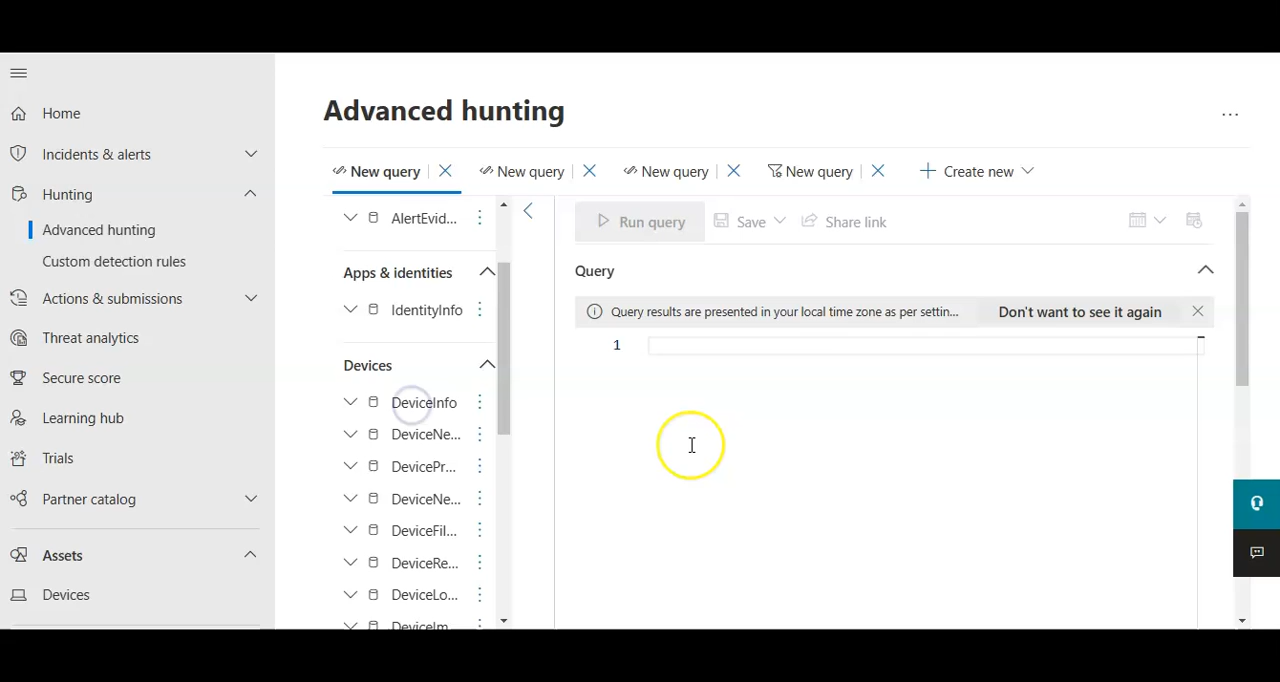 Home
Incidents & alerts
Hunting
Advanced hunting
Custom detection rules
Actions & submissions
Threat analytics
Secure score
Learning hub
Trials
Partner catalog
Assets
Devices
Advanced hunting
New query
New query
New query
New query
Create new
AlertEvid...
Apps & identities
IdentityInfo
Devices
DeviceInfo
DeviceNe...
DevicePr...
DeviceNe...
DeviceFil...
DeviceRe...
DeviceLo...
DeviceIm
Run query
Save
Share link
Query
Query results are presented in your local time zone as per settin...
Don't want to see it again
1